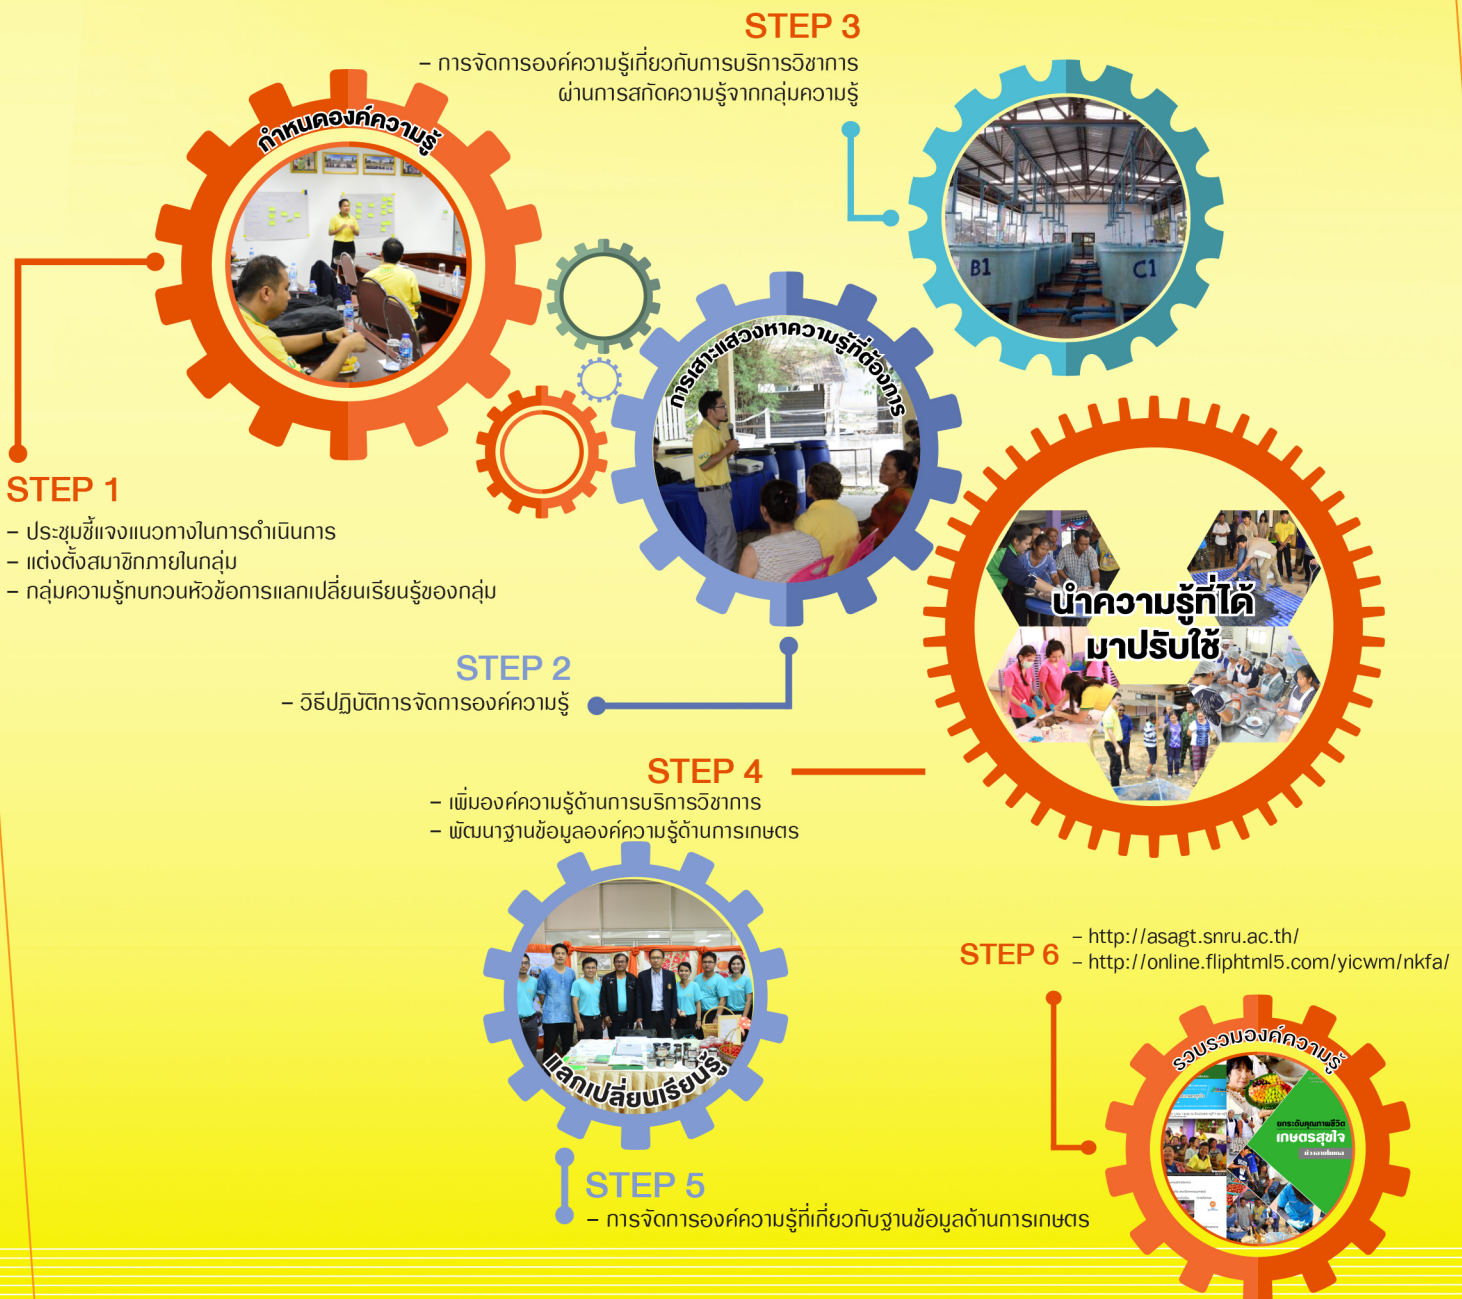 STEP 3
– การจัดการองค์ความรู้เกี่ยวกับการบริการวิชาการ
ผ่านการสกัดความรู้จากกลุ่มความรู้
กำหนดองค์ความรู้
B1
C1
การเสาะแสวงหาความรู้ที่ต้องการ
STEP 1
– ประชุมชี้แจงแนวทางในการดำเนินการ
– แต่งตั้งสมาชิกภายในกลุ่ม
– กลุ่มความรู้ทบทวนหัวข้อการแลกเปลี่ยนเรียนรู้ของกลุ่ม
นำความรู้ที่ได้
มาปรับใช้
STEP 2
– วิธีปฏิบัติการจัดการองค์ความรู้
STEP 4
– เพิ่มองค์ความรู้ด้านการบริการวิชาการ
– พัฒนาฐานข้อมูลองค์ความรู้ด้านการเกษตร
แลกเปลี่ยนเรียนรู้
STEP 6
– http://asagt.snru.ac.th/
– http://online.fliphtml5.com/yicwm/nkfa/
รวบรวมองค์ความรู้
ยกระดับคุณภาพชีวิต
เกษตรสุขใจ
STEP 5
– การจัดการองค์ความรู้ที่เกี่ยวกับฐานข้อมูลด้านการเกษตร